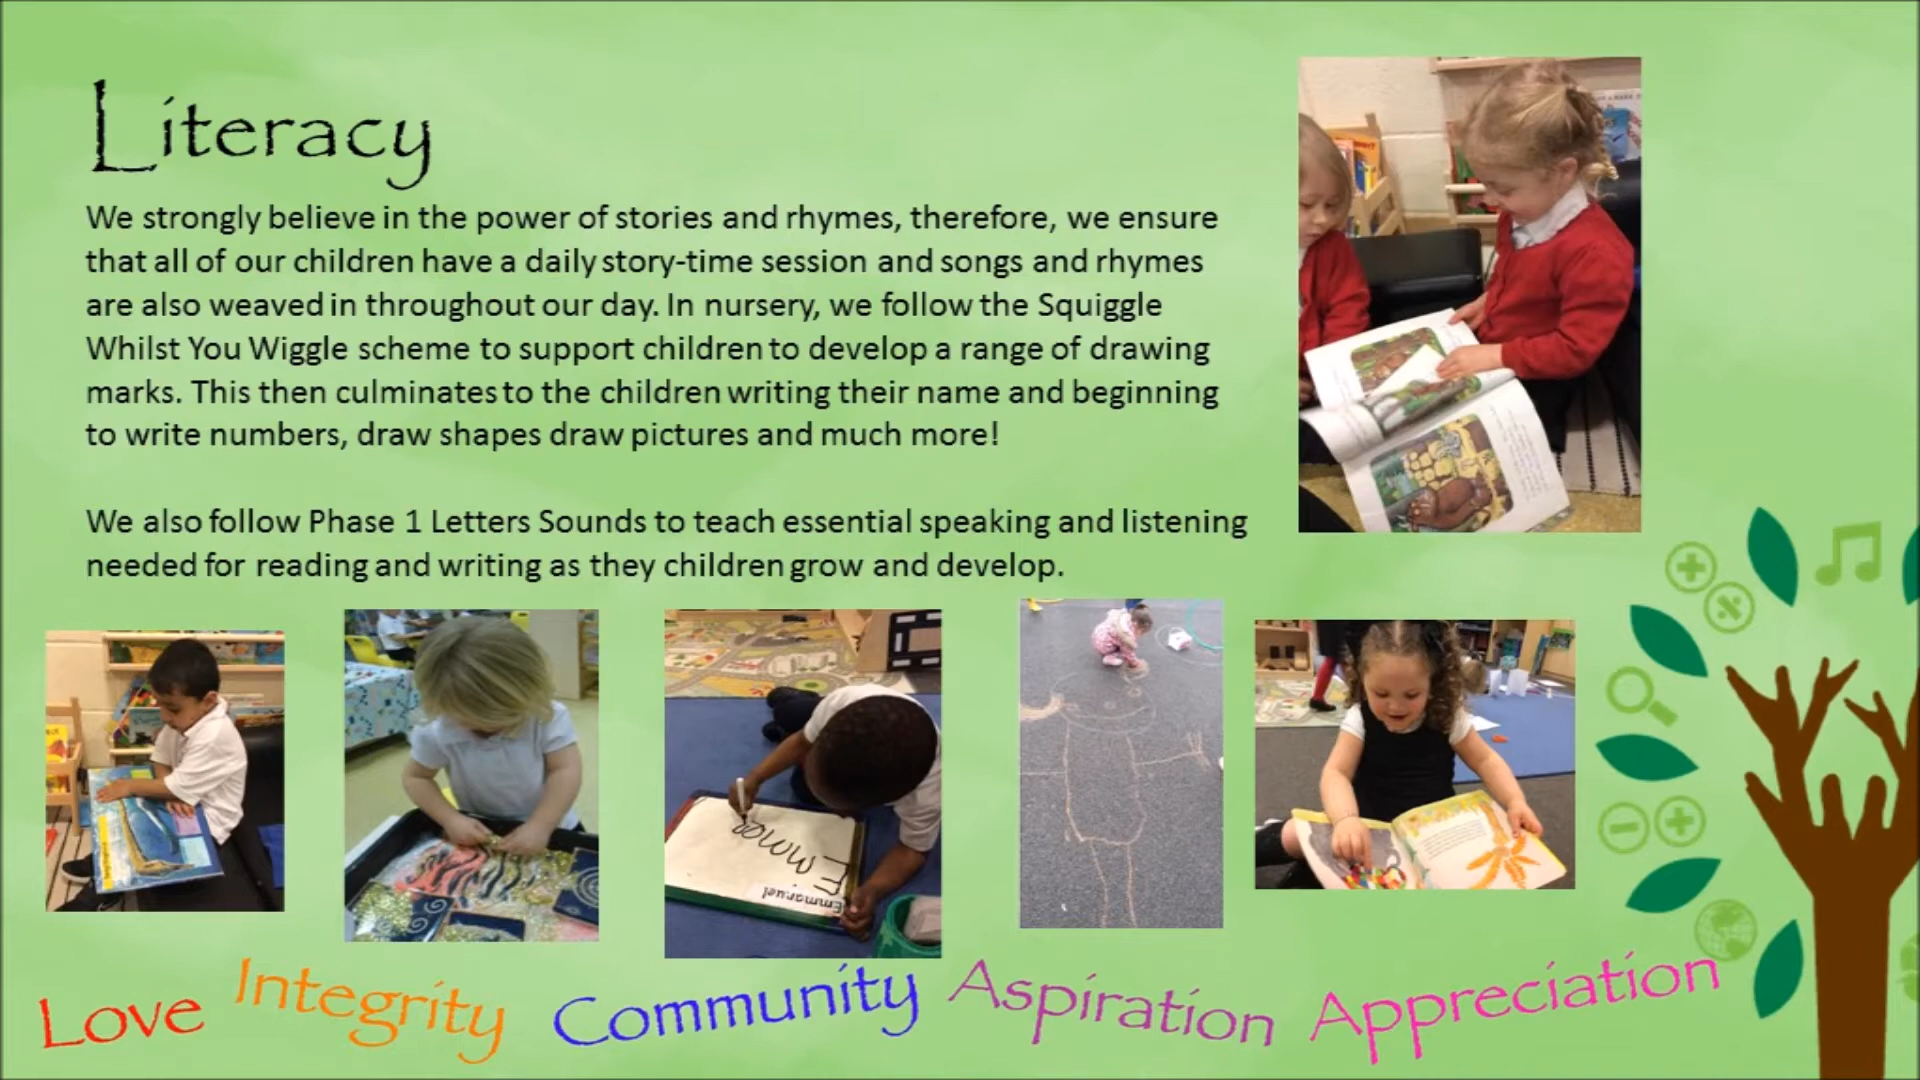 Literacy
We strongly believe in the power of stories and rhymes, therefore, we ensure
that all of our children have a daily story-time session and songs and rhymes
are also weaved in throughout our day. In nursery, we follow the Squiggle
Whilst You Wiggle scheme to support children to develop a range of drawing
marks. This then culminates to the children writing their name and beginning
to write numbers, draw shapes draw pictures and much more!
We also follow Phase 1 Letters Sounds to teach essential speaking and listening
needed for reading and writing as they children grow and develop.
Emmanuel
Love Integrity Community Aspiration Appreciation